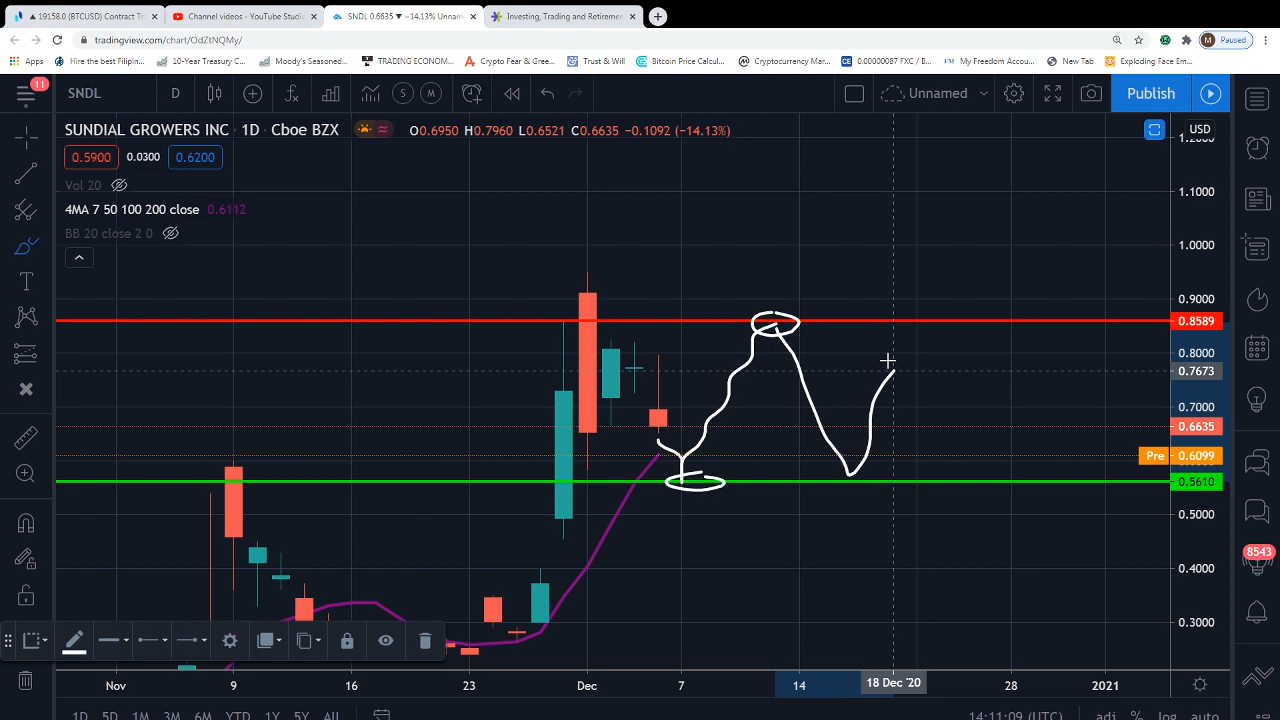 19158.0 (BTCUSD) Contract Tr
Channel videos - YouTube Studio
SNDL 0.6635 ▼ −14.13% Unnam
Investing, Trading and Retirement
tradingview.com/chart/OdZtNQMy/
M Paused
Apps
Hire the best Filipin...
10-Year Treasury C...
Moody's Seasoned...
TRADING ECONOM...
Crypto Fear & Gree...
Trust & Will
Bitcoin Price Calcul...
Cryptocurrency Mar...
0.00000087 FXC / B...
My Freedom Accou...
New Tab
Exploding Face Em...
11
SNDL
D
S
M
Unnamed
Publish
SUNDIAL GROWERS INC · 1D · Cboe BZX
O0.6950 H0.7960 L0.6521 C0.6635 −0.1092 (−14.13%)
USD
0.5900 0.0300 0.6200
Vol 20
4MA 7 50 100 200 close 0.6112
BB 20 close 2 0
1.2000
1.1000
1.0000
0.9000
0.8589
0.8000
0.7673
0.7000
0.6635
Pre 0.6099
0.5610
0.5000
0.4000
0.3000
8543
Nov 9 16 23 Dec 7 14 18 Dec '20 28 2021
1D 5D 1M 3M 6M YTD 1Y 5Y All
14:11:09 (UTC) adj % log auto